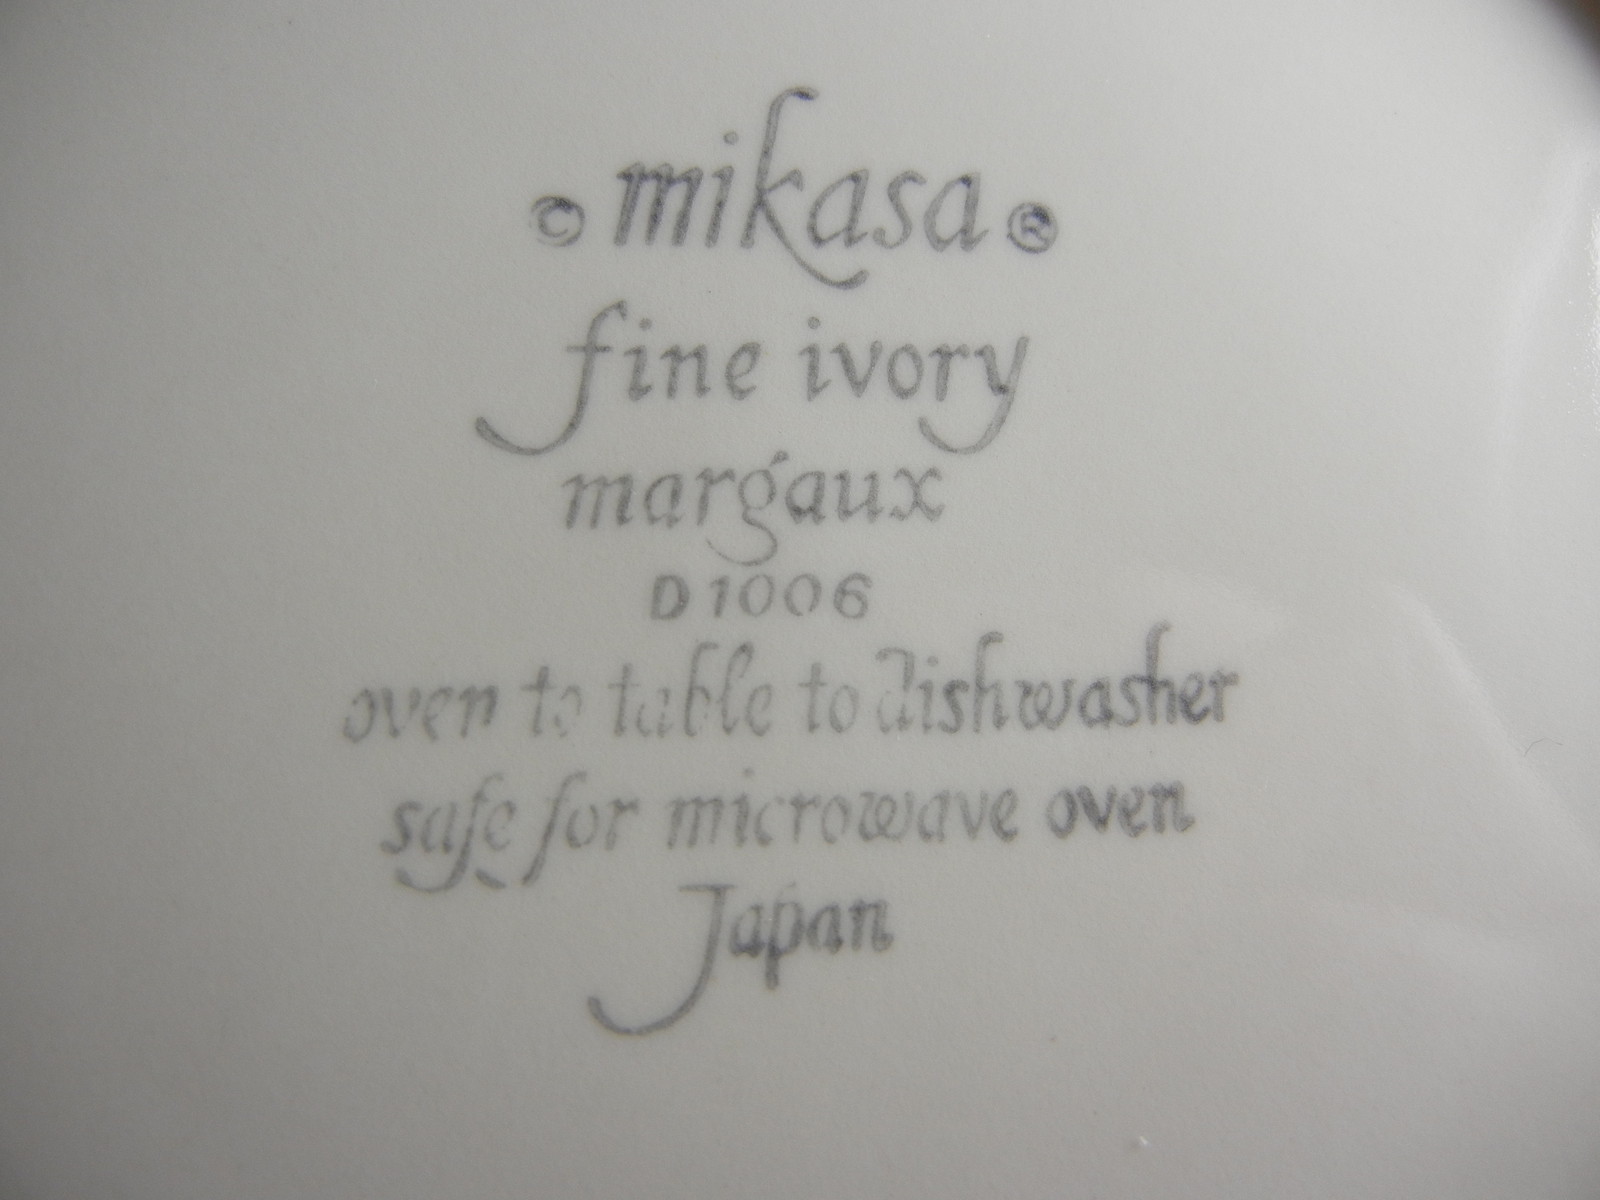 © mikasa ®
fine ivory
margaux
D1006
oven to table to dishwasher
safe for microwave oven
Japan